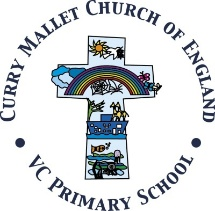 CURRY MALLET CHURCH OF ENGLAND
• VC PRIMARY SCHOOL •